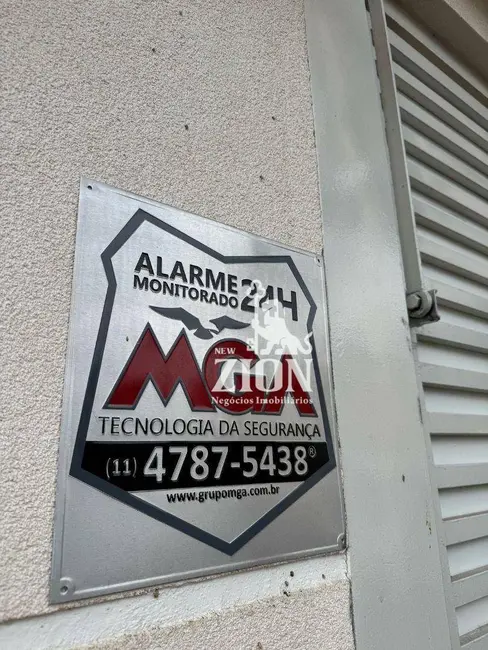 ALARME 24H
MONITORADO
MGA
NEW
ZION
Negócios Imobiliários
TECNOLOGIA DA SEGURANÇA
(11) 4787-5438®
www.grupomga.com.br